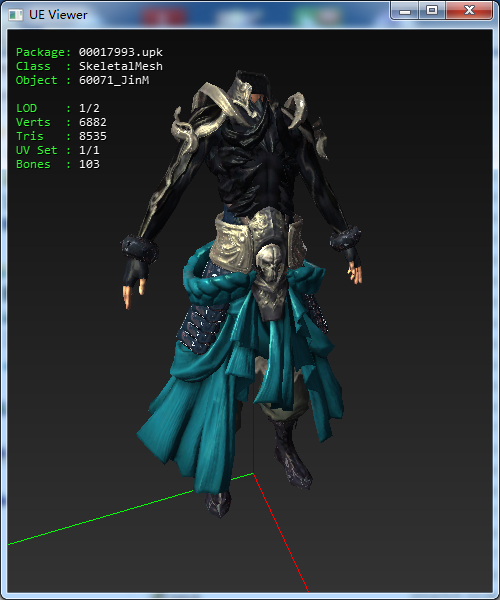 UE Viewer
Package: 00017993.upk
Class  : SkeletalMesh
Object : 60071_JinM
LOD    : 1/2
Verts  : 6882
Tris   : 8535
UV Set : 1/1
Bones  : 103